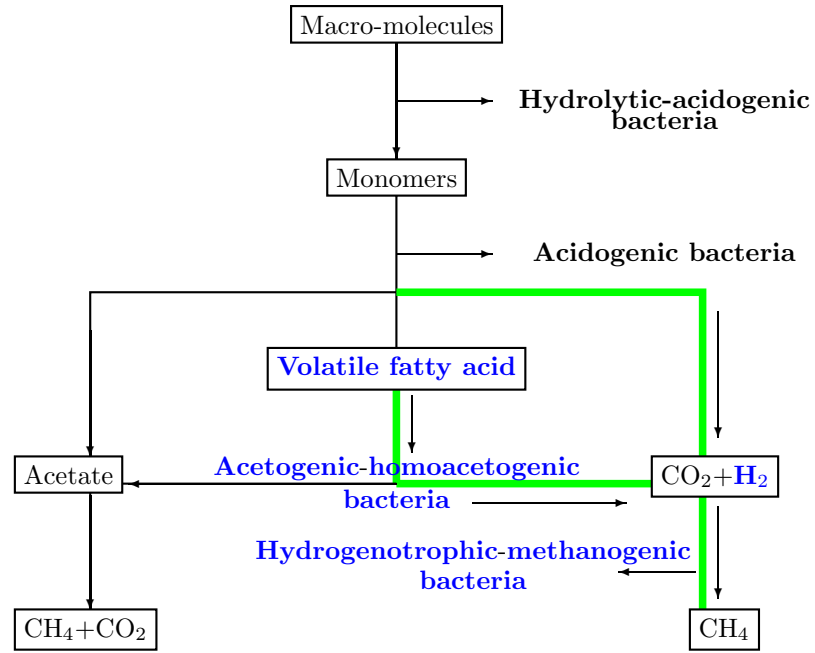 Macro-molecules
Hydrolytic-acidogenic
bacteria
Monomers
Acidogenic bacteria
Volatile fatty acid
Acetogenic-homoacetogenic
bacteria
Acetate
CO₂+H₂
Hydrogenotrophic-methanogenic
bacteria
CH₄+CO₂
CH₄